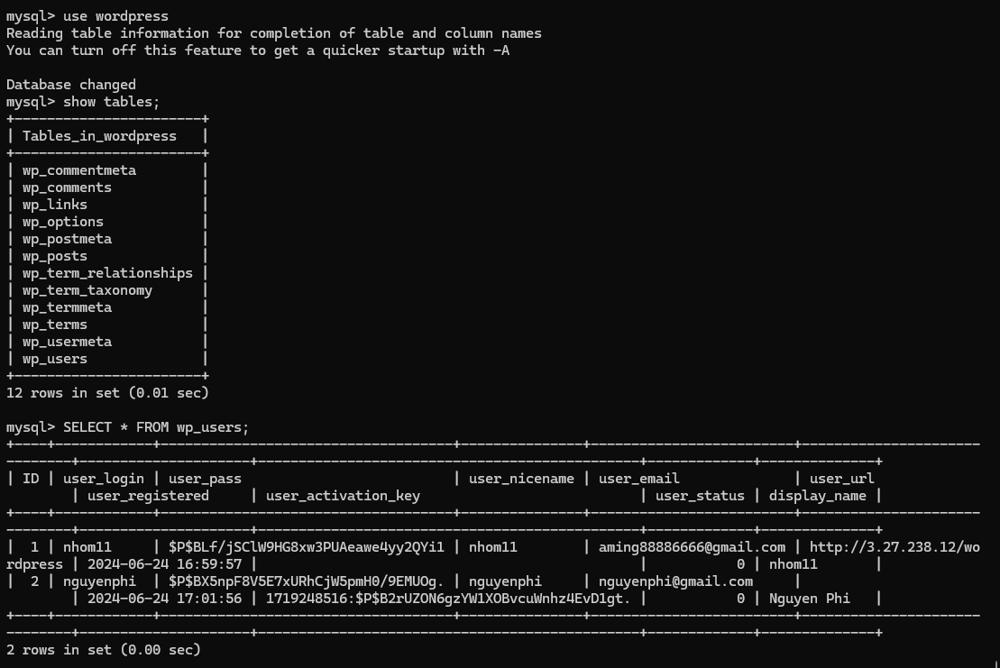 mysql> use wordpress
Reading table information for completion of table and column names
You can turn off this feature to get a quicker startup with -A

Database changed
mysql> show tables;
+-----------------------+
| Tables_in_wordpress   |
+-----------------------+
| wp_commentmeta        |
| wp_comments           |
| wp_links              |
| wp_options            |
| wp_postmeta           |
| wp_posts              |
| wp_term_relationships |
| wp_term_taxonomy      |
| wp_termmeta           |
| wp_terms              |
| wp_usermeta           |
| wp_users              |
+-----------------------+
12 rows in set (0.01 sec)

mysql> SELECT * FROM wp_users;
+----+------------+------------------------------------+---------------+-------------------------+----------------------
--------+---------------------+-----------------------------------------------+-------------+--------------+
| ID | user_login | user_pass                          | user_nicename | user_email              | user_url
        | user_registered     | user_activation_key                           | user_status | display_name |
+----+------------+------------------------------------+---------------+-------------------------+----------------------
--------+---------------------+-----------------------------------------------+-------------+--------------+
|  1 | nhom11     | $P$BLf/jSClW9HG8xw3PUAeawe4yy2QYi1 | nhom11        | aming88886666@gmail.com | http://3.27.238.12/wo
rdpress | 2024-06-24 16:59:57 |                                               |           0 | nhom11       |
|  2 | nguyenphi  | $P$BX5npF8V5E7xURhCjW5pmH0/9EMUOg. | nguyenphi     | nguyenphi@gmail.com     |
        | 2024-06-24 17:01:56 | 1719248516:$P$B2rUZON6gzYW1XOBvcuWnhz4EvD1gt. |           0 | Nguyen Phi   |
+----+------------+------------------------------------+---------------+-------------------------+----------------------
--------+---------------------+-----------------------------------------------+-------------+--------------+
2 rows in set (0.00 sec)